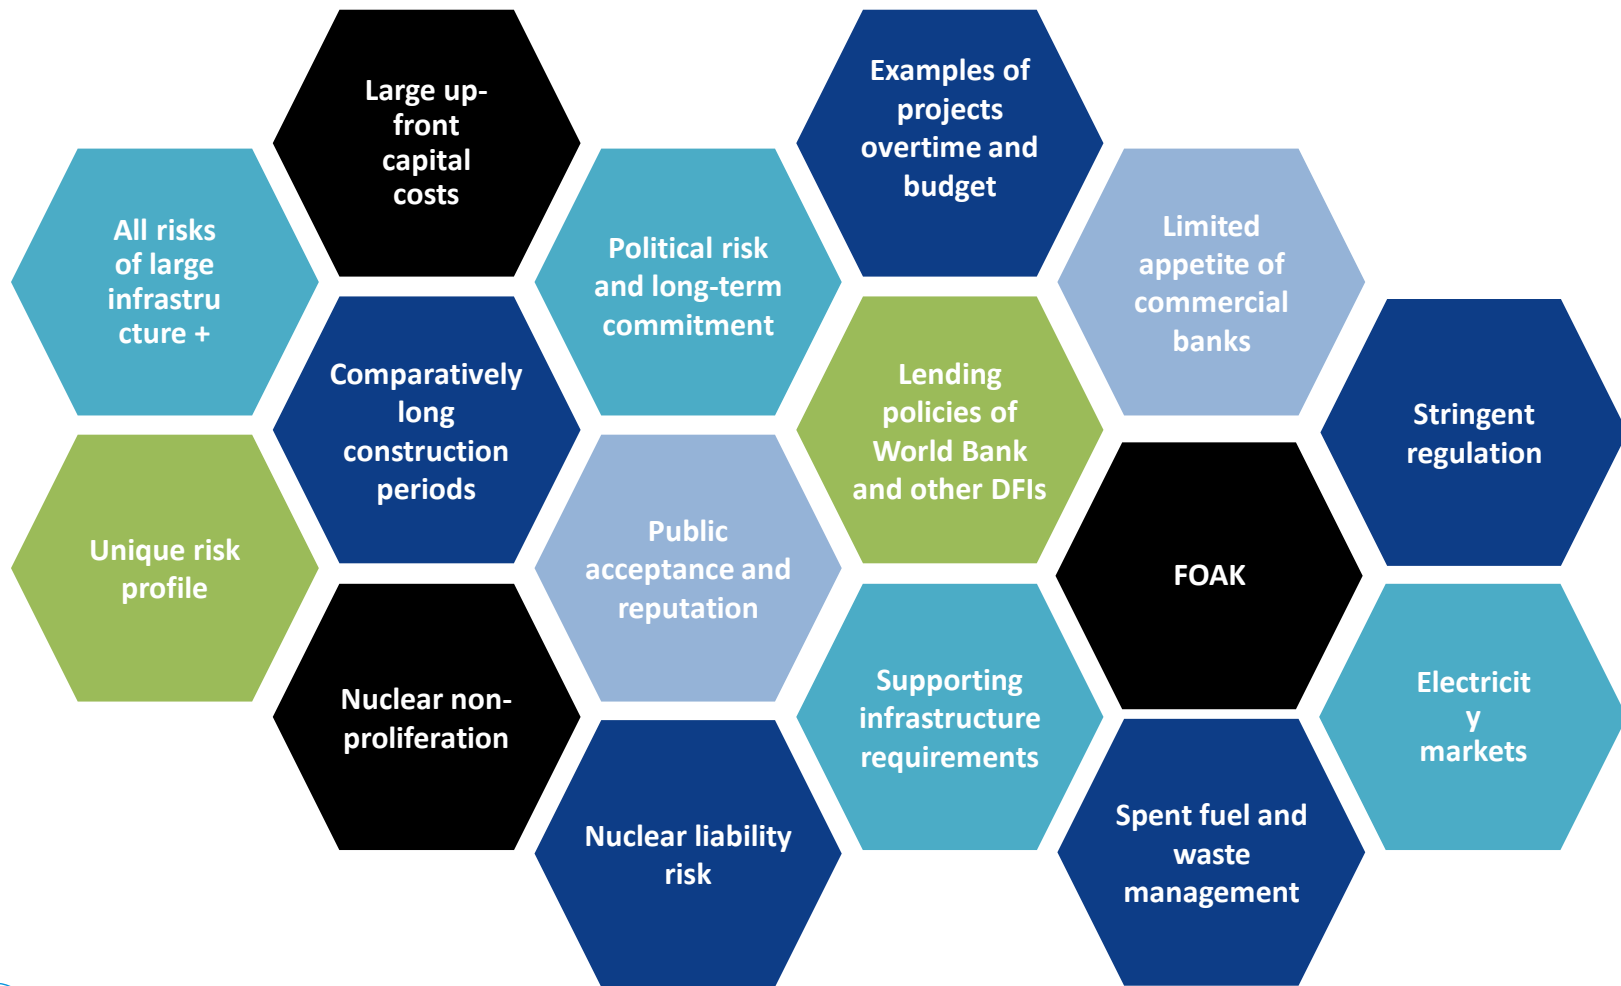 Large up-
front
capital
costs
Examples of
projects
overtime and
budget
All risks
of large
infrastru
cture +
Political risk
and long-term
commitment
Limited
appetite of
commercial
banks
Comparatively
long
construction
periods
Lending
policies of
World Bank
and other DFIs
Stringent
regulation
Unique risk
profile
Public
acceptance and
reputation
FOAK
Nuclear non-
proliferation
Supporting
infrastructure
requirements
Electricit
y
markets
Nuclear liability
risk
Spent fuel and
waste
management